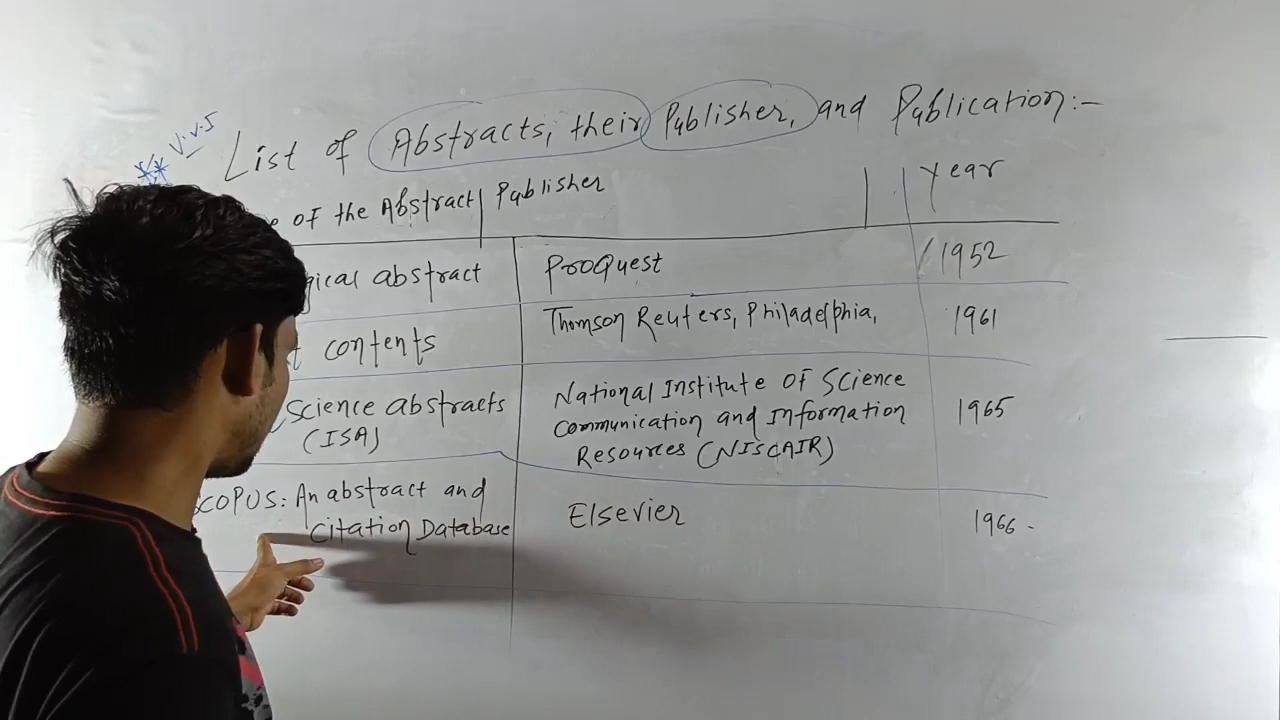 V.V.I
List of Abstracts, their Publisher, and Publication:-
of the Abstract Publisher Year
gical abstract ProQuest 1952
t contents Thomson Reuters, Philadelphia, 1961
Science abstracts (ISA) National Institute of Science
Communication and Information
Resources (NISCAIR) 1965
SCOPUS: An abstract and
Citation Database Elsevier 1966